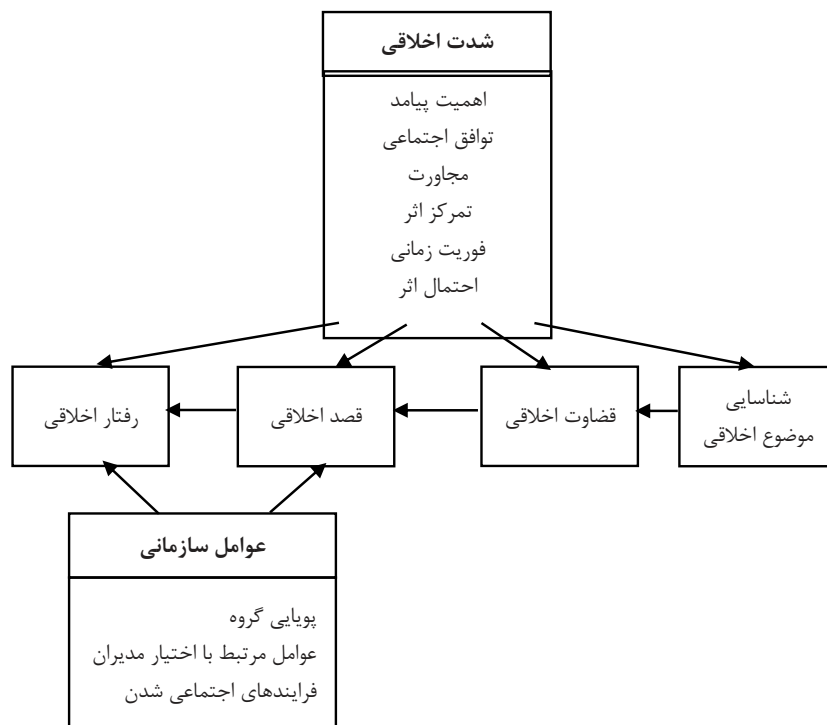 شدت اخلاقی
اهمیت پیامد
توافق اجتماعی
مجاورت
تمرکز اثر
فوریت زمانی
احتمال اثر
شناسایی
موضوع اخلاقی
قضاوت اخلاقی
قصد اخلاقی
رفتار اخلاقی
عوامل سازمانی
پویایی گروه
عوامل مرتبط با اختیار مدیران
فرایندهای اجتماعی شدن